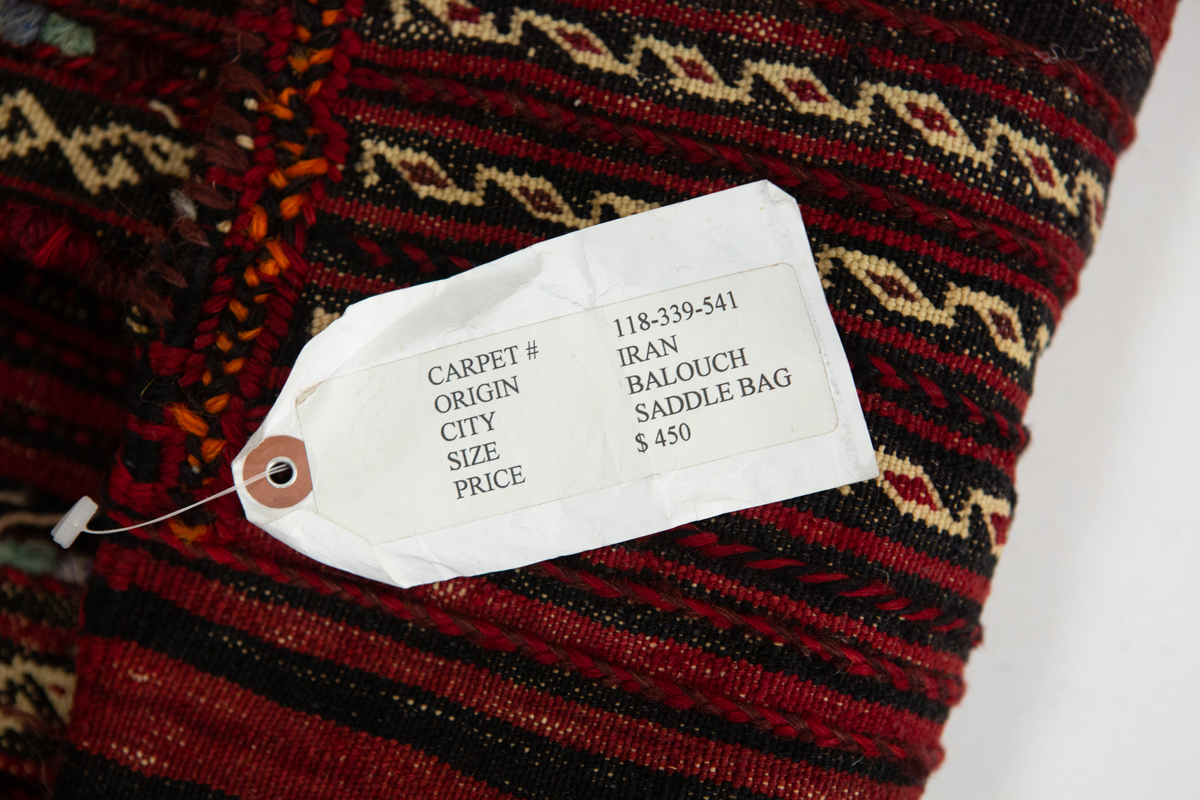 CARPET # 118-339-541
ORIGIN IRAN
CITY BALOUCH
SIZE SADDLE BAG
PRICE $ 450